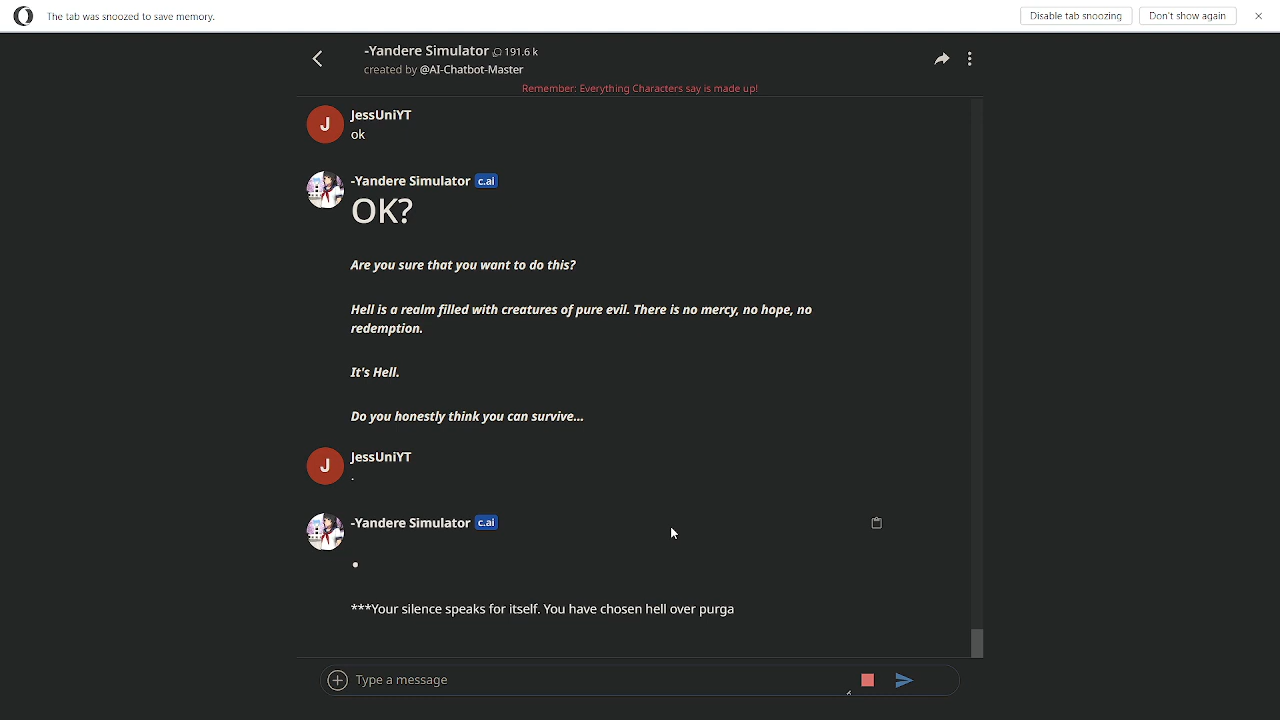 The tab was snoozed to save memory.
Disable tab snoozing
Don't show again
-Yandere Simulator 191.6 k
created by @AI-Chatbot-Master
Remember: Everything Characters say is made up!
J
JessUniYT
ok
-Yandere Simulator c.ai
OK?
Are you sure that you want to do this?
Hell is a realm filled with creatures of pure evil. There is no mercy, no hope, no
redemption.
It's Hell.
Do you honestly think you can survive...
J
JessUniYT
.
-Yandere Simulator c.ai
•
***Your silence speaks for itself. You have chosen hell over purga
Type a message